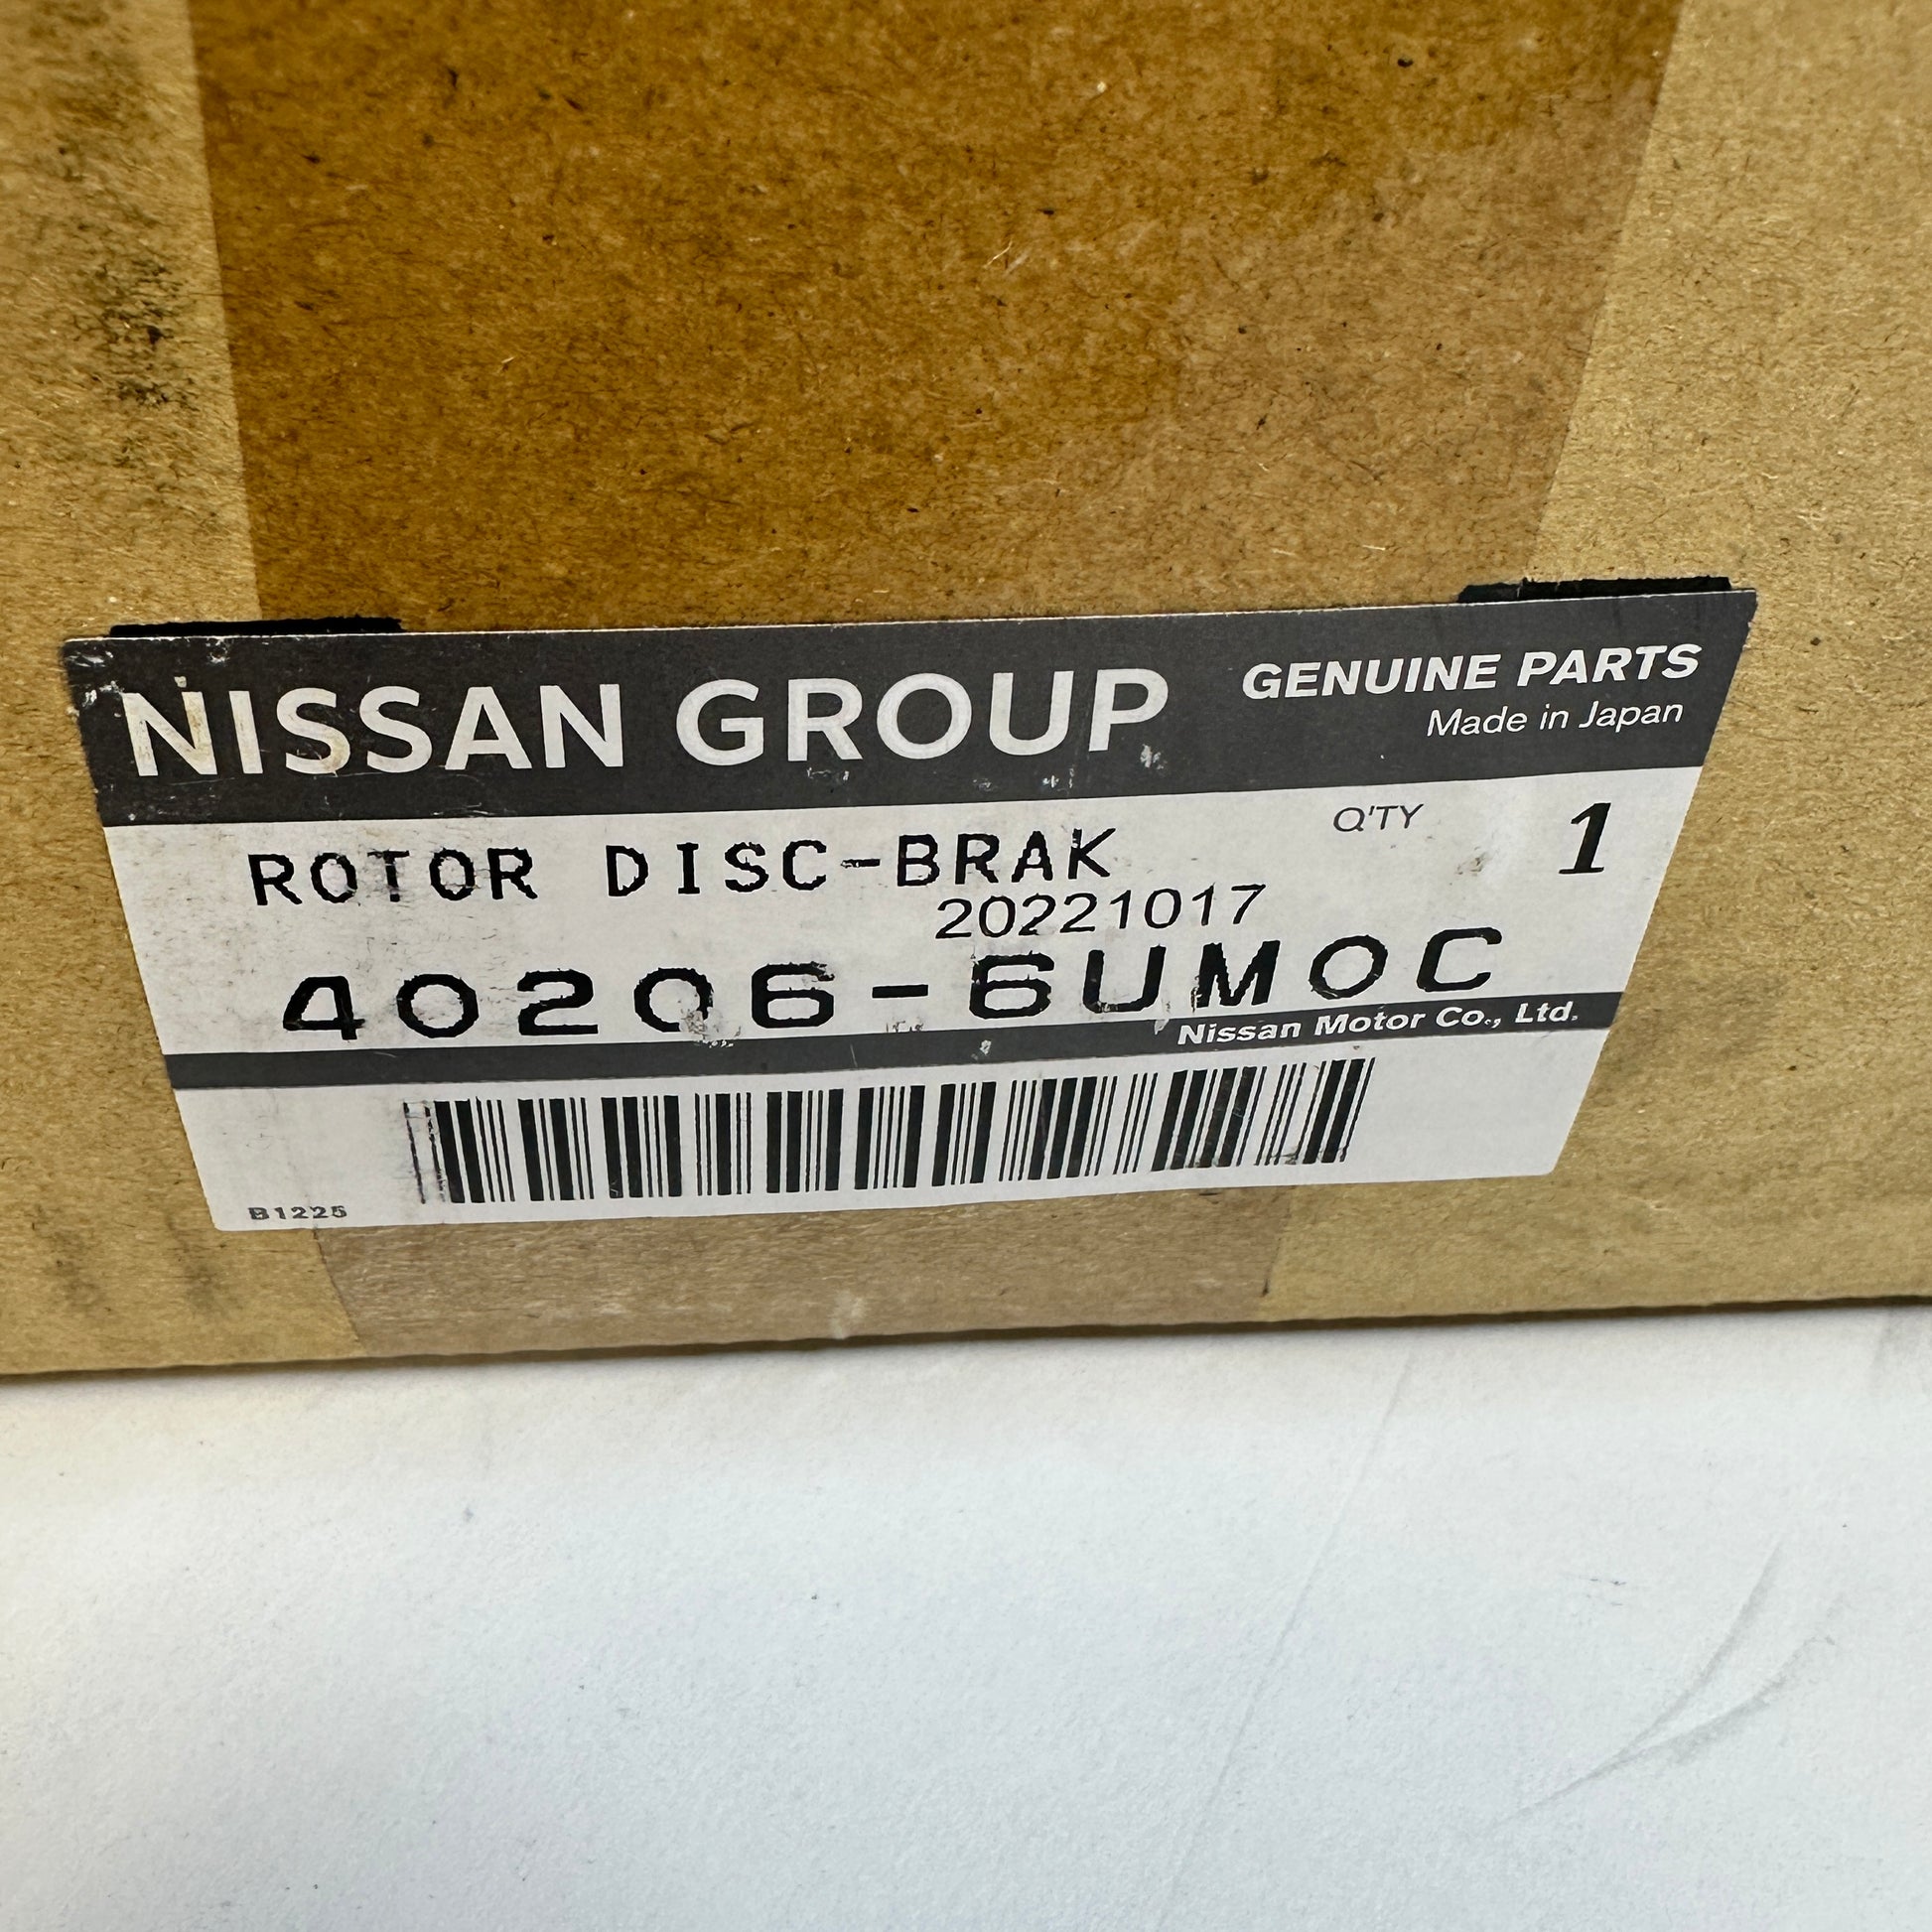 NISSAN GROUP
GENUINE PARTS
Made in Japan
ROTOR DISC-BRAK
Q'TY 1
20221017
40206-6UM0C
Nissan Motor Co., Ltd.
B1225